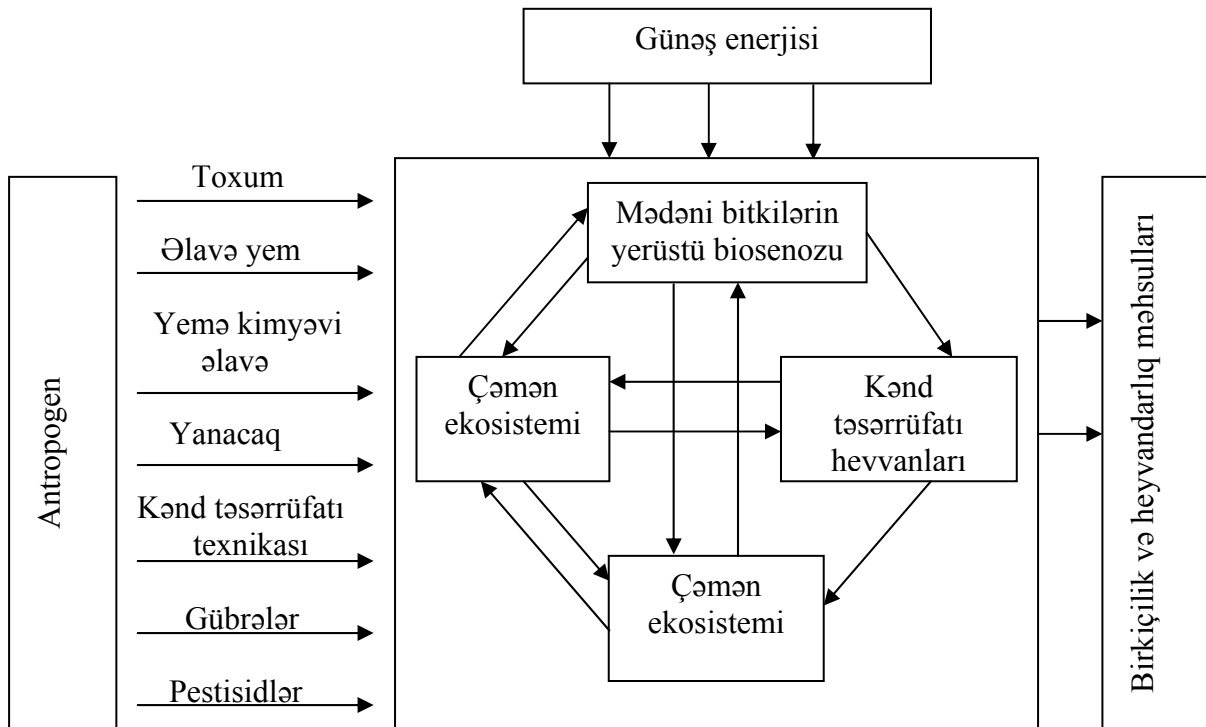 Günəş enerjisi
Antropogen
Toxum
Əlavə yem
Yemə kimyəvi
əlavə
Yanacaq
Kənd təsərrüfatı
texnikası
Gübrələr
Pestisidlər
Mədəni bitkilərin
yerüstü biosenozu
Çəmən
ekosistemi
Kənd
təsərrüfatı
hevvanları
Çəmən
ekosistemi
Birkiçilik və heyvandarlıq məhsulları